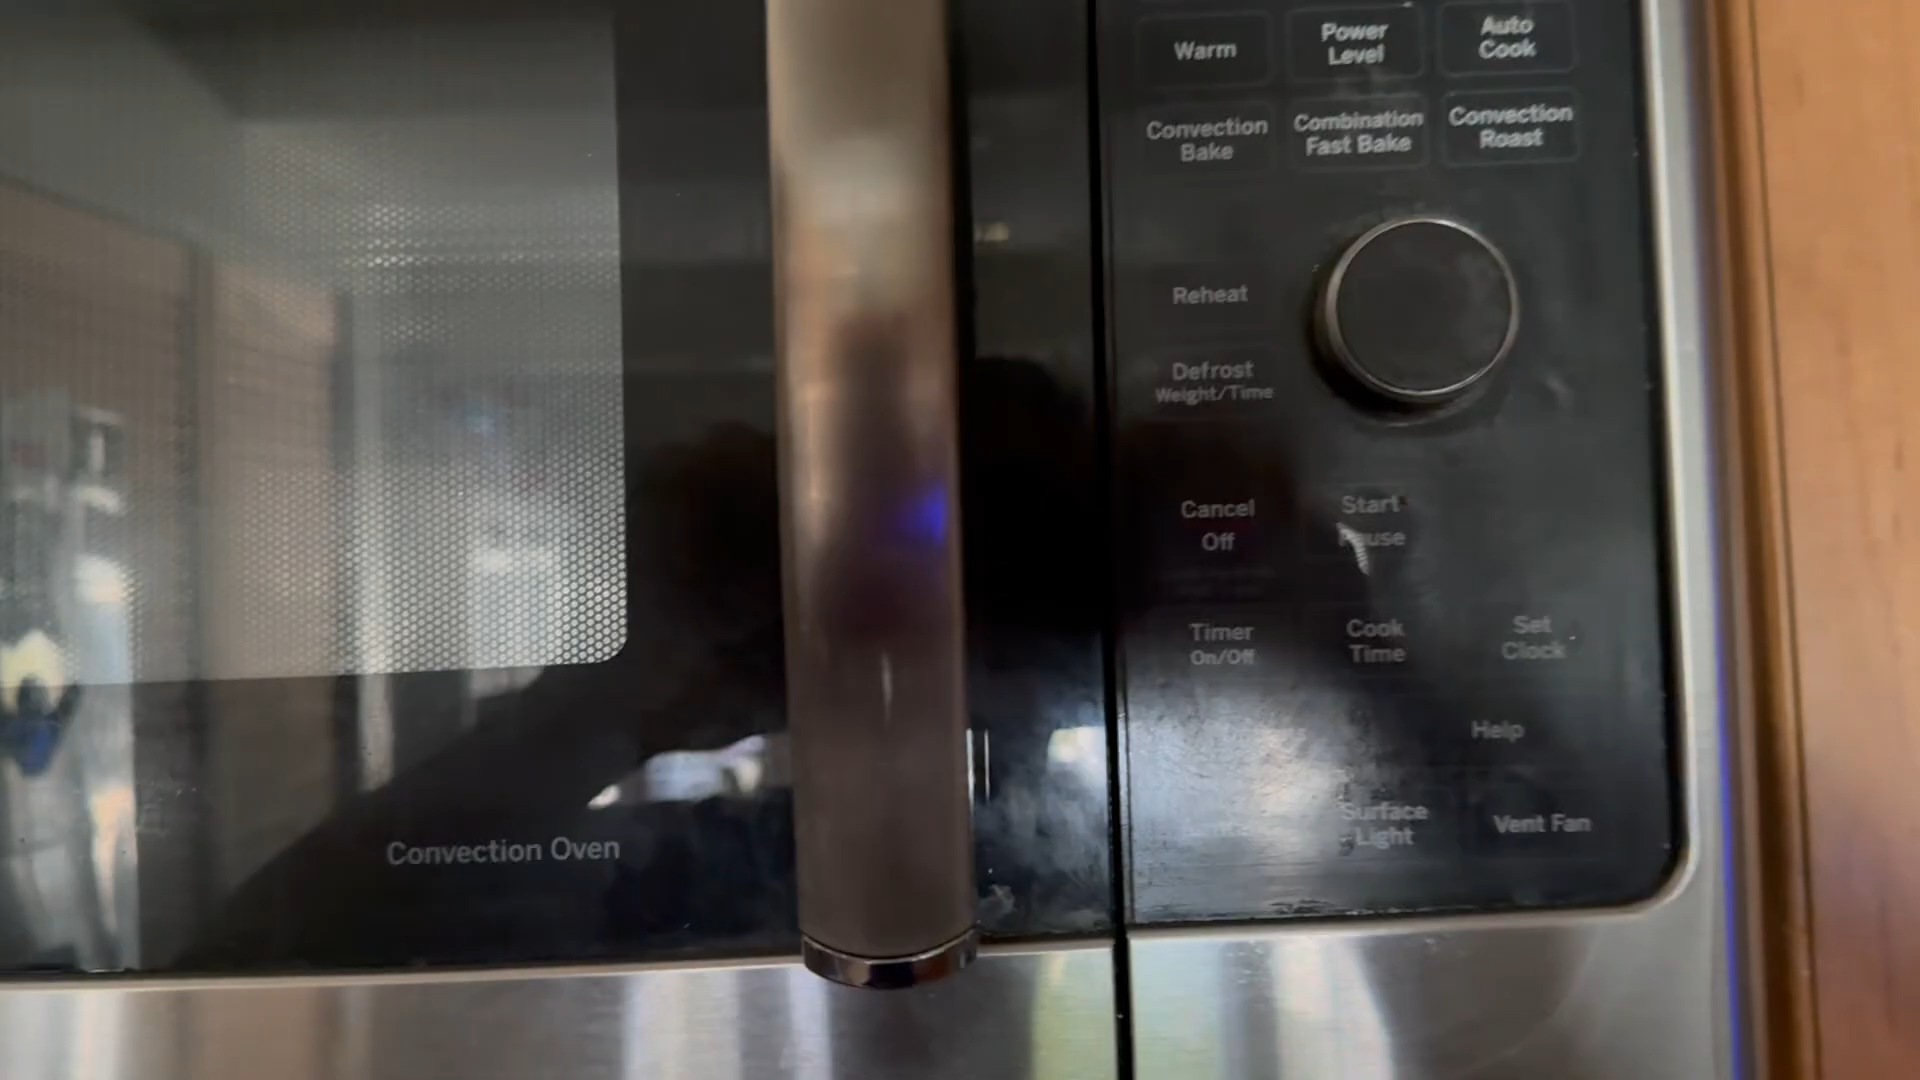 Warm
Power
Level
Auto
Cook
Convection
Bake
Combination
Fast Bake
Convection
Roast
Reheat
Defrost
Weight/Time
Cancel
Off
Start
Pause
Timer
On/Off
Cook
Time
Set
Clock
Help
Surface
Light
Vent Fan
Convection Oven